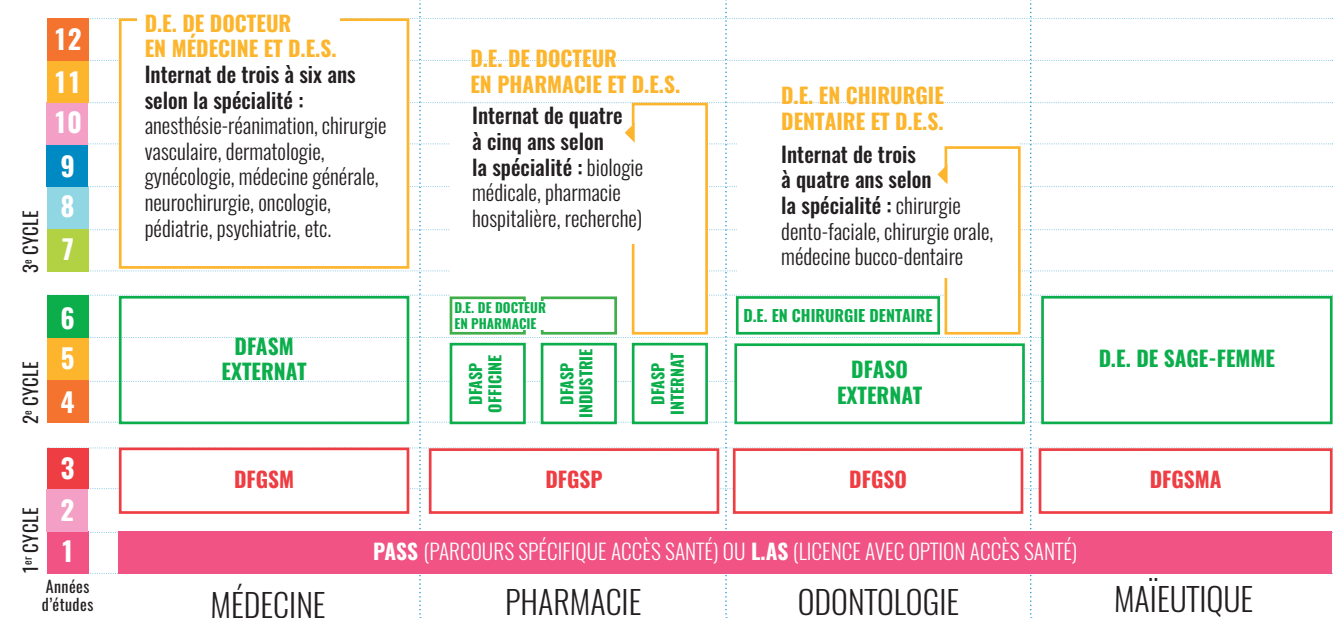 12
11
10
9
8
7
3e CYCLE
6
5
4
2e CYCLE
3
2
1
1er CYCLE
Années
d'études
D.E. DE DOCTEUR
EN MÉDECINE ET D.E.S.
Internat de trois à six ans
selon la spécialité :
anesthésie-réanimation, chirurgie
vasculaire, dermatologie,
gynécologie, médecine générale,
neurochirurgie, oncologie,
pédiatrie, psychiatrie, etc.
D.E. DE DOCTEUR
EN PHARMACIE ET D.E.S.
Internat de quatre
à cinq ans selon
la spécialité : biologie
médicale, pharmacie
hospitalière, recherche)
D.E. EN CHIRURGIE
DENTAIRE ET D.E.S.
Internat de trois
à quatre ans selon
la spécialité : chirurgie
dento-faciale, chirurgie orale,
médecine bucco-dentaire
DFASM
EXTERNAT
D.E. DE DOCTEUR
EN PHARMACIE
DFASP
OFFICINE
DFASP
INDUSTRIE
DFASP
INTERNAT
D.E. EN CHIRURGIE DENTAIRE
DFASO
EXTERNAT
D.E. DE SAGE-FEMME
DFGSM
DFGSP
DFGSO
DFGSMA
PASS (PARCOURS SPÉCIFIQUE ACCÈS SANTÉ) OU L.AS (LICENCE AVEC OPTION ACCÈS SANTÉ)
MÉDECINE
PHARMACIE
ODONTOLOGIE
MAÏEUTIQUE